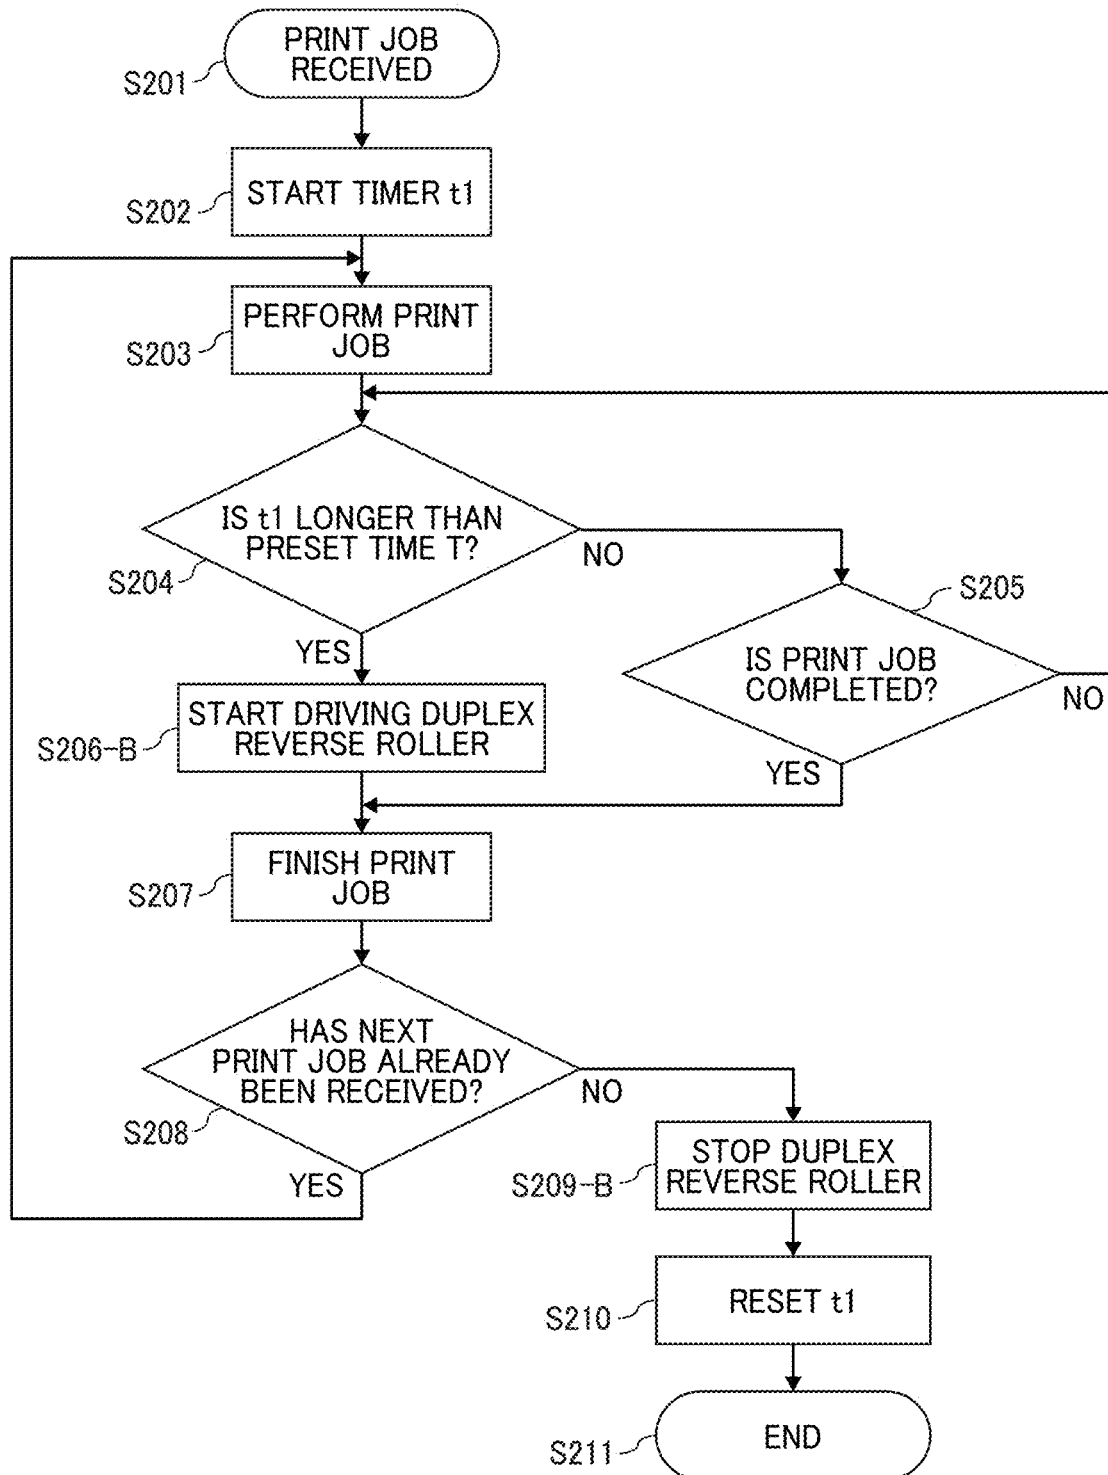 PRINT JOB
RECEIVED
S201
START TIMER t1
S202
PERFORM PRINT
JOB
S203
IS t1 LONGER THAN
PRESET TIME T?
S204
NO
YES
S205
IS PRINT JOB
COMPLETED?
NO
YES
START DRIVING DUPLEX
REVERSE ROLLER
S206-B
FINISH PRINT
JOB
S207
HAS NEXT
PRINT JOB ALREADY
BEEN RECEIVED?
S208
NO
YES
STOP DUPLEX
REVERSE ROLLER
S209-B
RESET t1
S210
END
S211